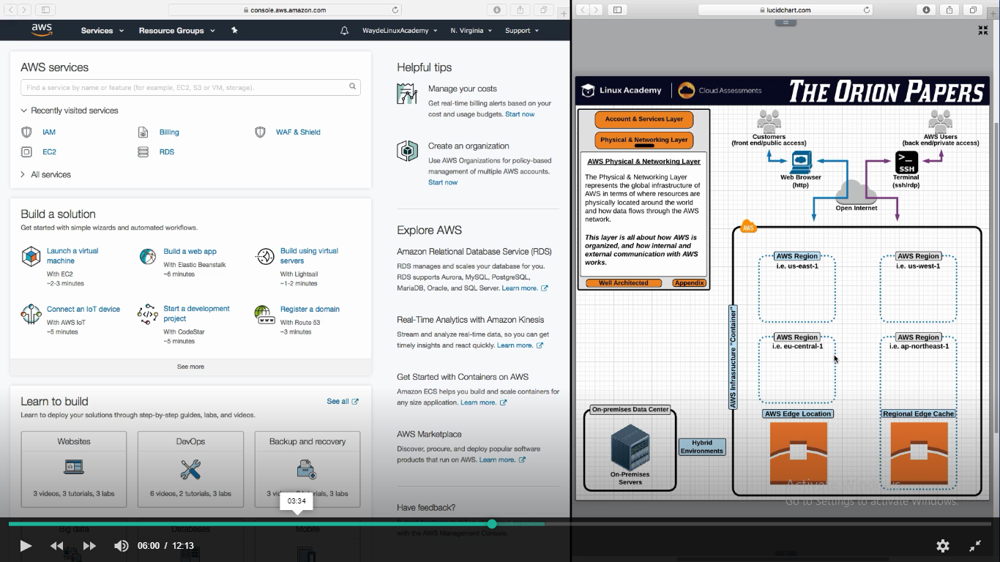 console.aws.amazon.com
aws
Services
Resource Groups
WaydeLinuxAcademy
N. Virginia
Support
AWS services
Find a service by name or feature (for example, EC2, S3 or VM, storage).
Recently visited services
IAM
Billing
WAF & Shield
EC2
RDS
All services
Build a solution
Get started with simple wizards and automated workflows.
Launch a virtual
machine
With EC2
~2-3 minutes
Build a web app
With Elastic Beanstalk
~6 minutes
Build using virtual
servers
With Lightsail
~1-2 minutes
Connect an IoT device
With AWS IoT
~5 minutes
Start a development
project
With CodeStar
~5 minutes
Register a domain
With Route 53
~3 minutes
See more
Learn to build
See all
Learn to deploy your solutions through step-by-step guides, labs, and videos.
Websites
3 videos, 3 tutorials, 3 labs
DevOps
6 videos, 2 tutorials, 3 labs
Backup and recovery
3 labs
Big data
Databases
Mobile
Helpful tips
Manage your costs
Get real-time billing alerts based on your
cost and usage budgets. Start now
Create an organization
Use AWS Organizations for policy-based
management of multiple AWS accounts.
Start now
Explore AWS
Amazon Relational Database Service (RDS)
RDS manages and scales your database for you.
RDS supports Aurora, MySQL, PostgreSQL,
MariaDB, Oracle, and SQL Server. Learn more.
Real-Time Analytics with Amazon Kinesis
Stream and analyze real-time data, so you can get
timely insights and react quickly. Learn more.
Get Started with Containers on AWS
Amazon ECS helps you build and scale containers for
any size application. Learn more.
AWS Marketplace
Discover, procure, and deploy popular software
products that run on AWS. Learn more.
Have feedback?
with the AWS Management Console.
03:34
06:00 / 12:13
lucidchart.com
Linux Academy
Cloud Assessments
THE ORION PAPERS
Account & Services Layer
Physical & Networking Layer
AWS Physical & Networking Layer
The Physical & Networking Layer
represents the global infrastructure of
AWS in terms of where resources are
physically located around the world
and how data flows through the AWS
network.
This layer is all about how AWS is
organized, and how internal and
external communication with AWS
works.
Well Architected
Appendix
Customers
(front end/public access)
AWS Users
(back end/private access)
Web Browser
(http)
>_
SSH
Terminal
(ssh/rdp)
Open Internet
AWS
AWS Region
i.e. us-east-1
AWS Region
i.e. us-west-1
AWS Region
i.e. eu-central-1
AWS Region
i.e. ap-northeast-1
AWS Infrasructure "Container"
AWS Edge Location
Regional Edge Cache
On-premises Data Center
On-Premises
Servers
Hybrid
Environments
Activate Windows
Go to Settings to activate Windows.